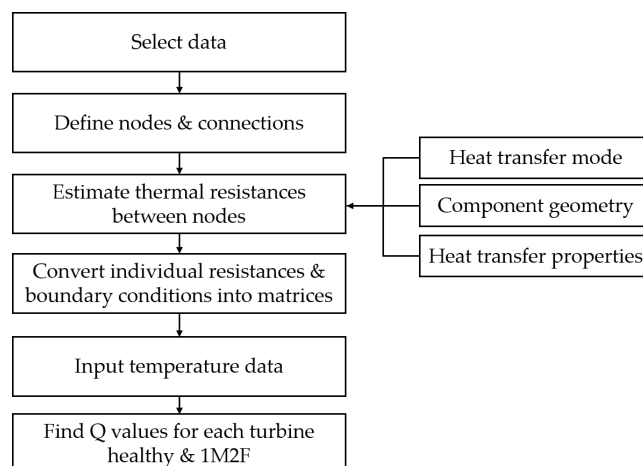 Select data
Define nodes & connections
Estimate thermal resistances
between nodes
Convert individual resistances &
boundary conditions into matrices
Input temperature data
Find Q values for each turbine
healthy & 1M2F
Heat transfer mode
Component geometry
Heat transfer properties